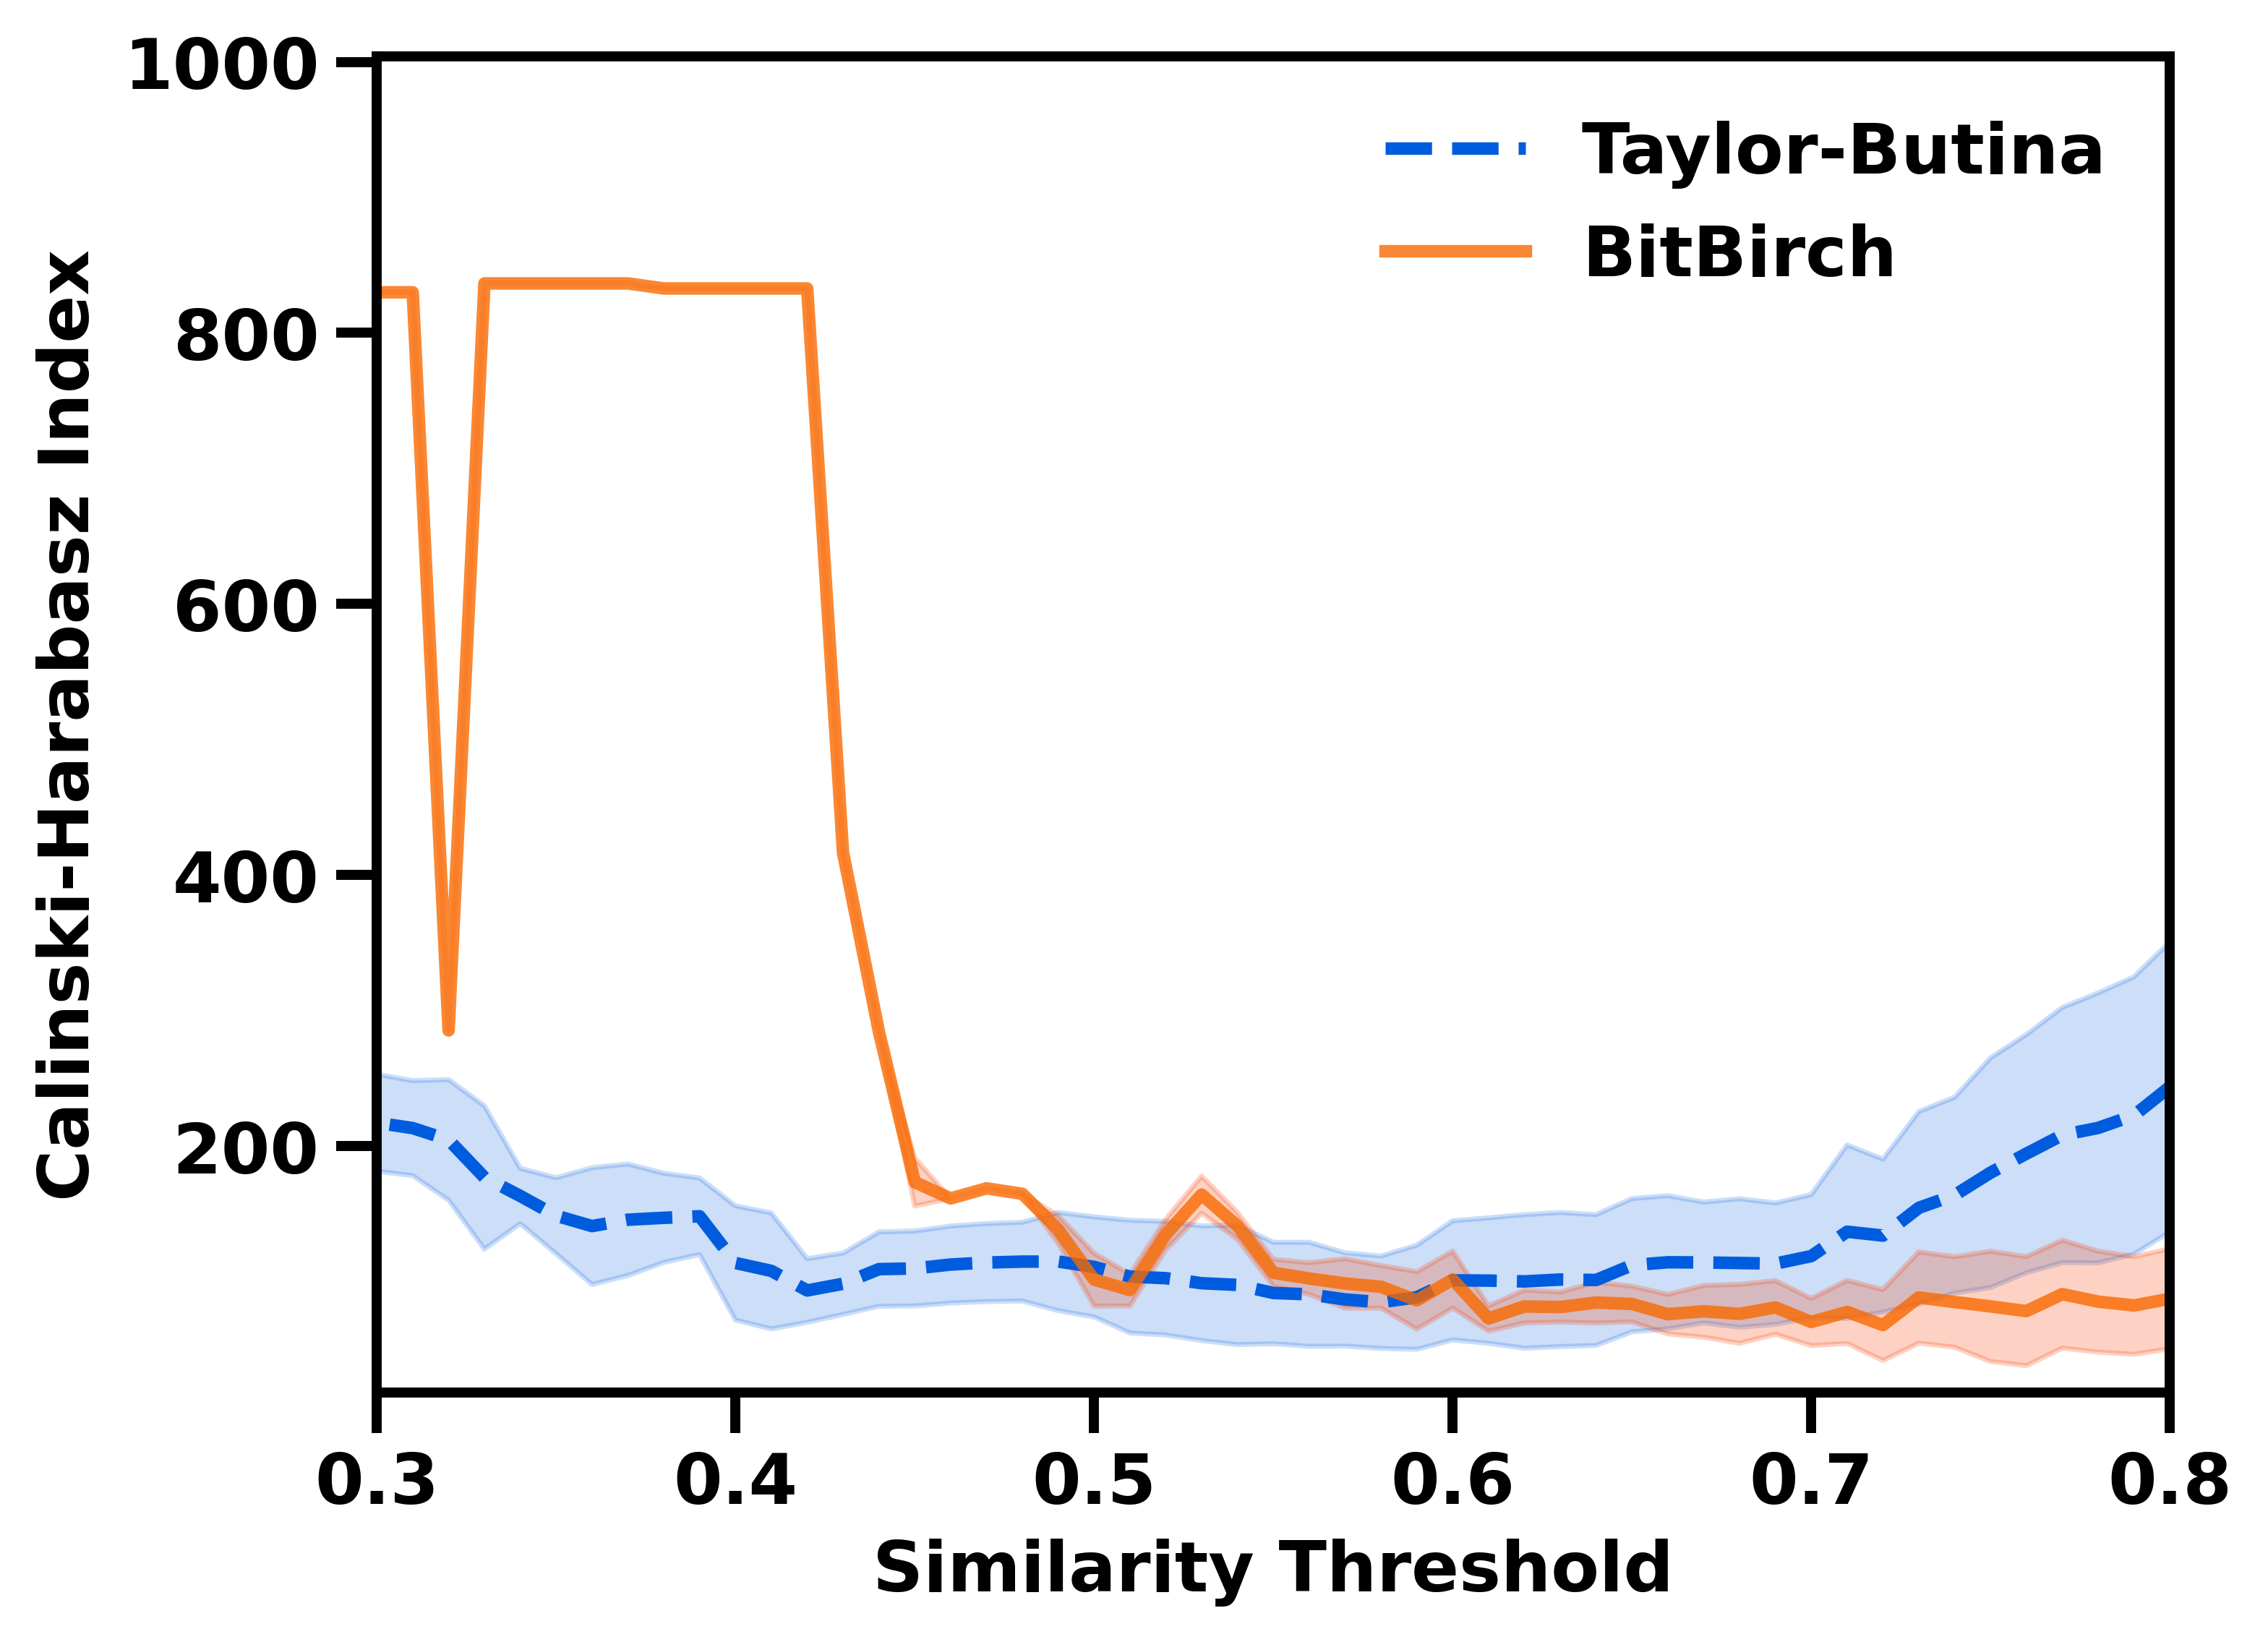 Calinski-Harabasz Index
1000
800
600
400
200
Taylor-Butina
BitBirch
0.3 0.4 0.5 0.6 0.7 0.8
Similarity Threshold